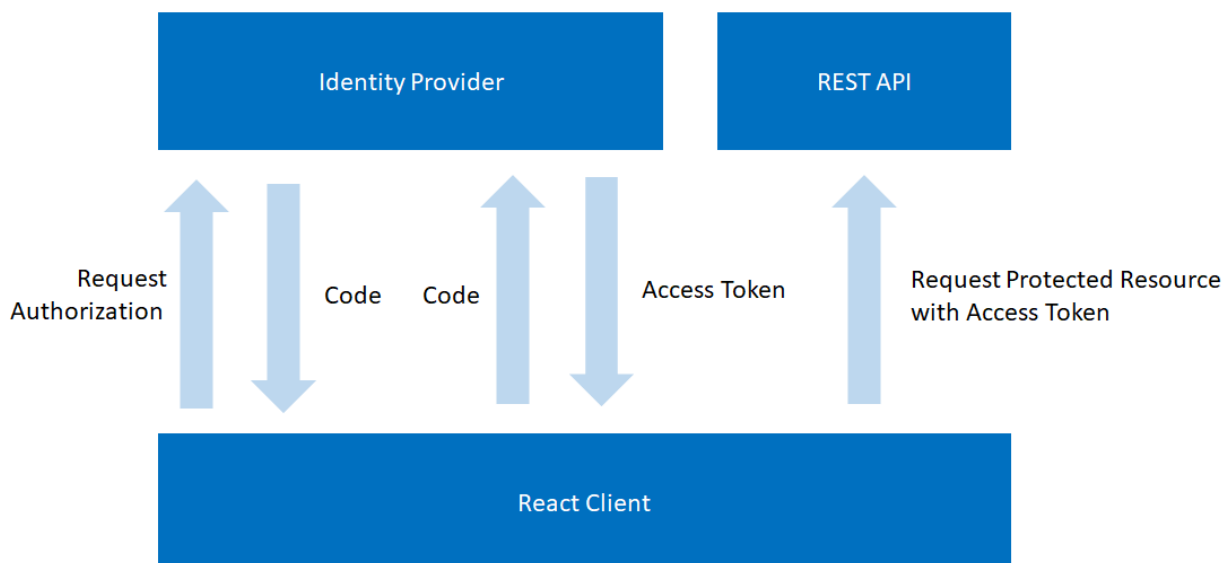 Identity Provider
REST API
Request
Authorization
Code
Code
Access Token
Request Protected Resource
with Access Token
React Client